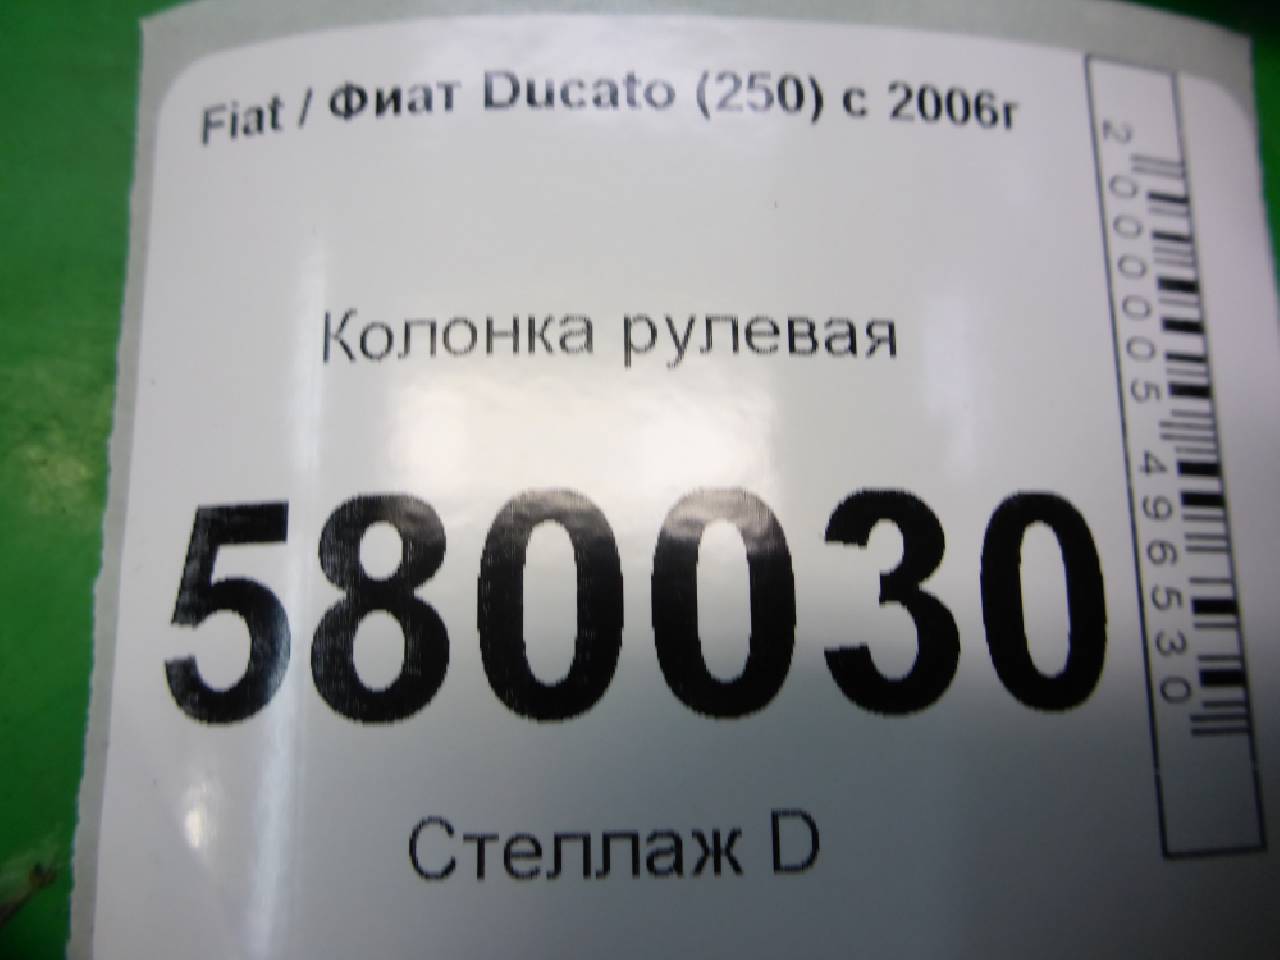 Fiat / Фиат Ducato (250) с 2006г
Колонка рулевая
580030
Стеллаж D
2000005496530